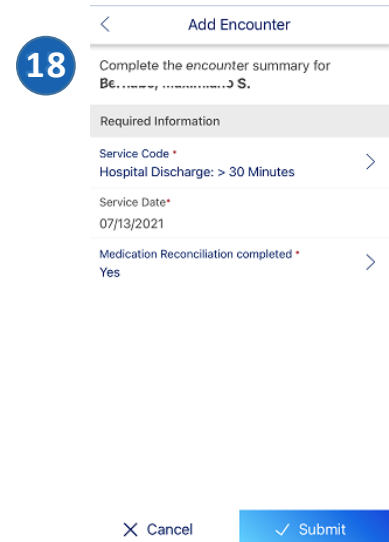 Add Encounter
18
Complete the encounter summary for
S.
Required Information
Service Code *
Hospital Discharge: > 30 Minutes
Service Date*
07/13/2021
Medication Reconciliation completed *
Yes
Cancel
Submit